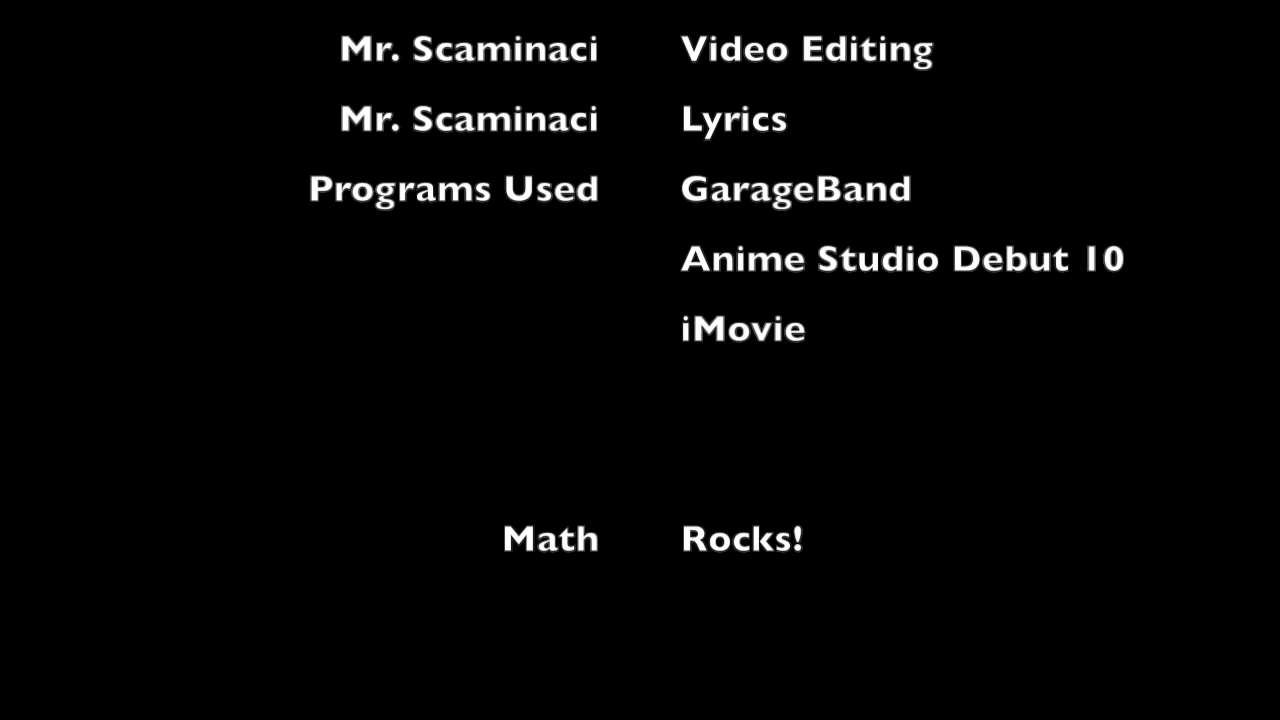 Mr. Scaminaci Video Editing
Mr. Scaminaci Lyrics
Programs Used GarageBand
Anime Studio Debut 10
iMovie
Math Rocks!